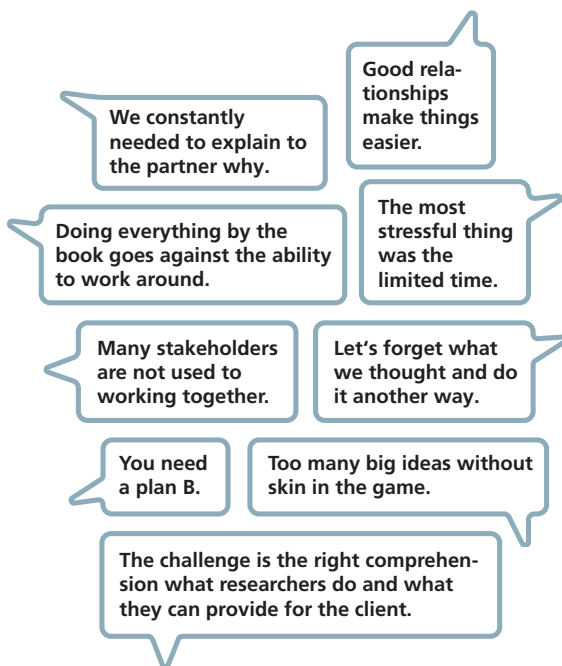 Good rela-
tionships
make things
easier.
We constantly
needed to explain to
the partner why.
The most
stressful thing
was the
limited time.
Doing everything by the
book goes against the ability
to work around.
Many stakeholders
are not used to
working together.
Let‘s forget what
we thought and do
it another way.
You need
a plan B.
Too many big ideas without
skin in the game.
The challenge is the right comprehen-
sion what researchers do and what
they can provide for the client.